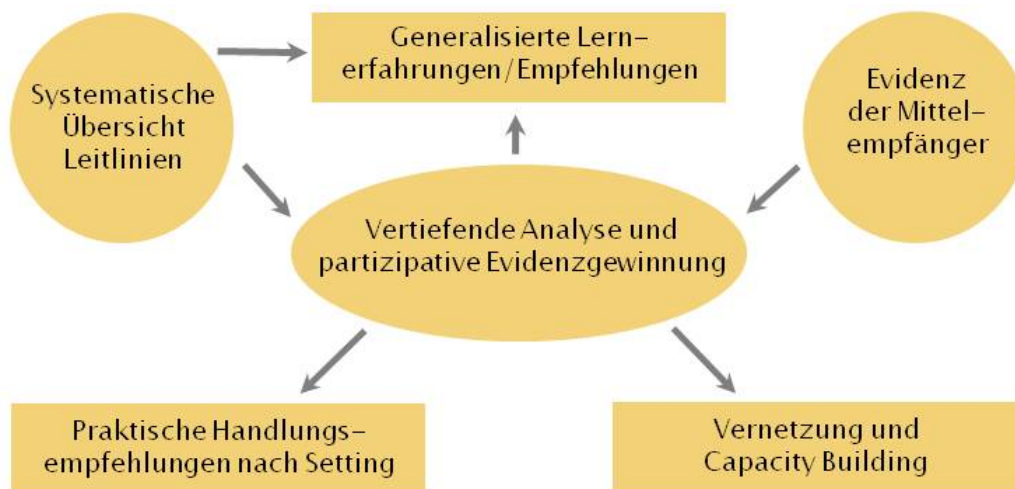 Generalisierte Lern-
erfahrungen/Empfehlungen
Systematische
Übersicht
Leitlinien
Evidenz
der Mittel-
empfänger
Vertiefende Analyse und
partizipative Evidenzgewinnung
Praktische Handlungs-
empfehlungen nach Setting
Vernetzung und
Capacity Building